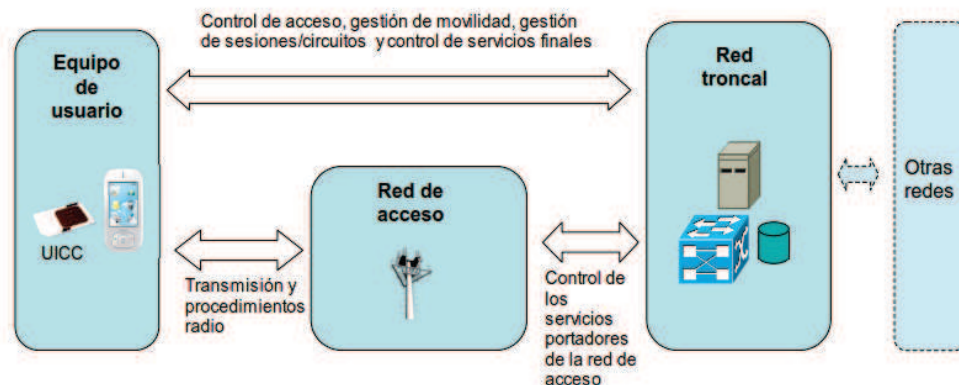 Control de acceso, gestión de movilidad, gestión
de sesiones/circuitos y control de servicios finales
Equipo
de
usuario
UICC
Red de
acceso
Transmisión y
procedimientos
radio
Control de
los
servicios
portadores
de la red de
acceso
Red
troncal
Otras
redes